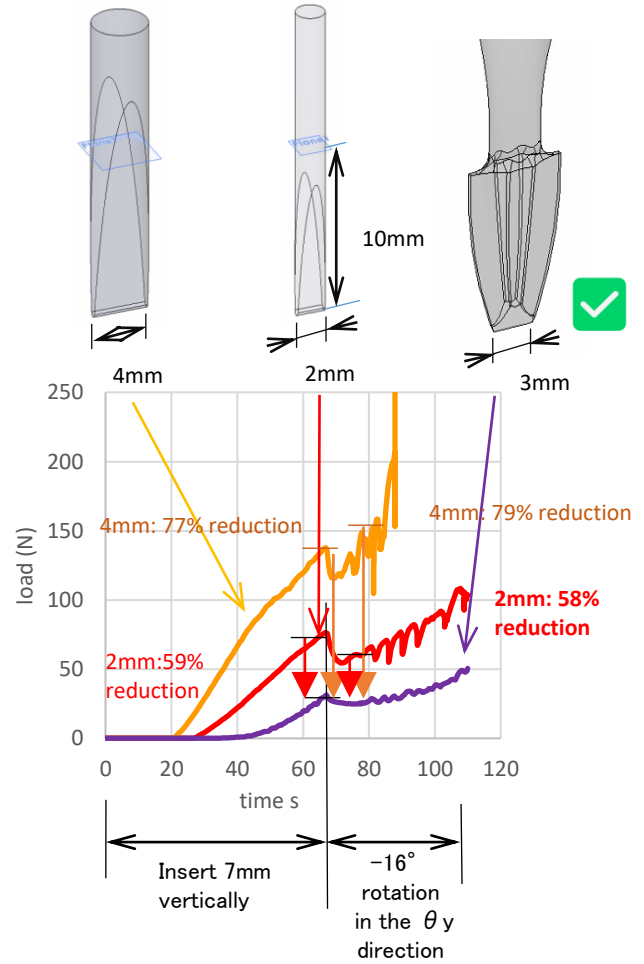 Plane1
10mm
4mm
2mm
3mm
250
200
150
100
50
0
load (N)
4mm: 77% reduction
4mm: 79% reduction
2mm:59%
reduction
2mm: 58%
reduction
0
20
40
60
80
100
120
time s
Insert 7mm
vertically
−16°
rotation
in the θy
direction